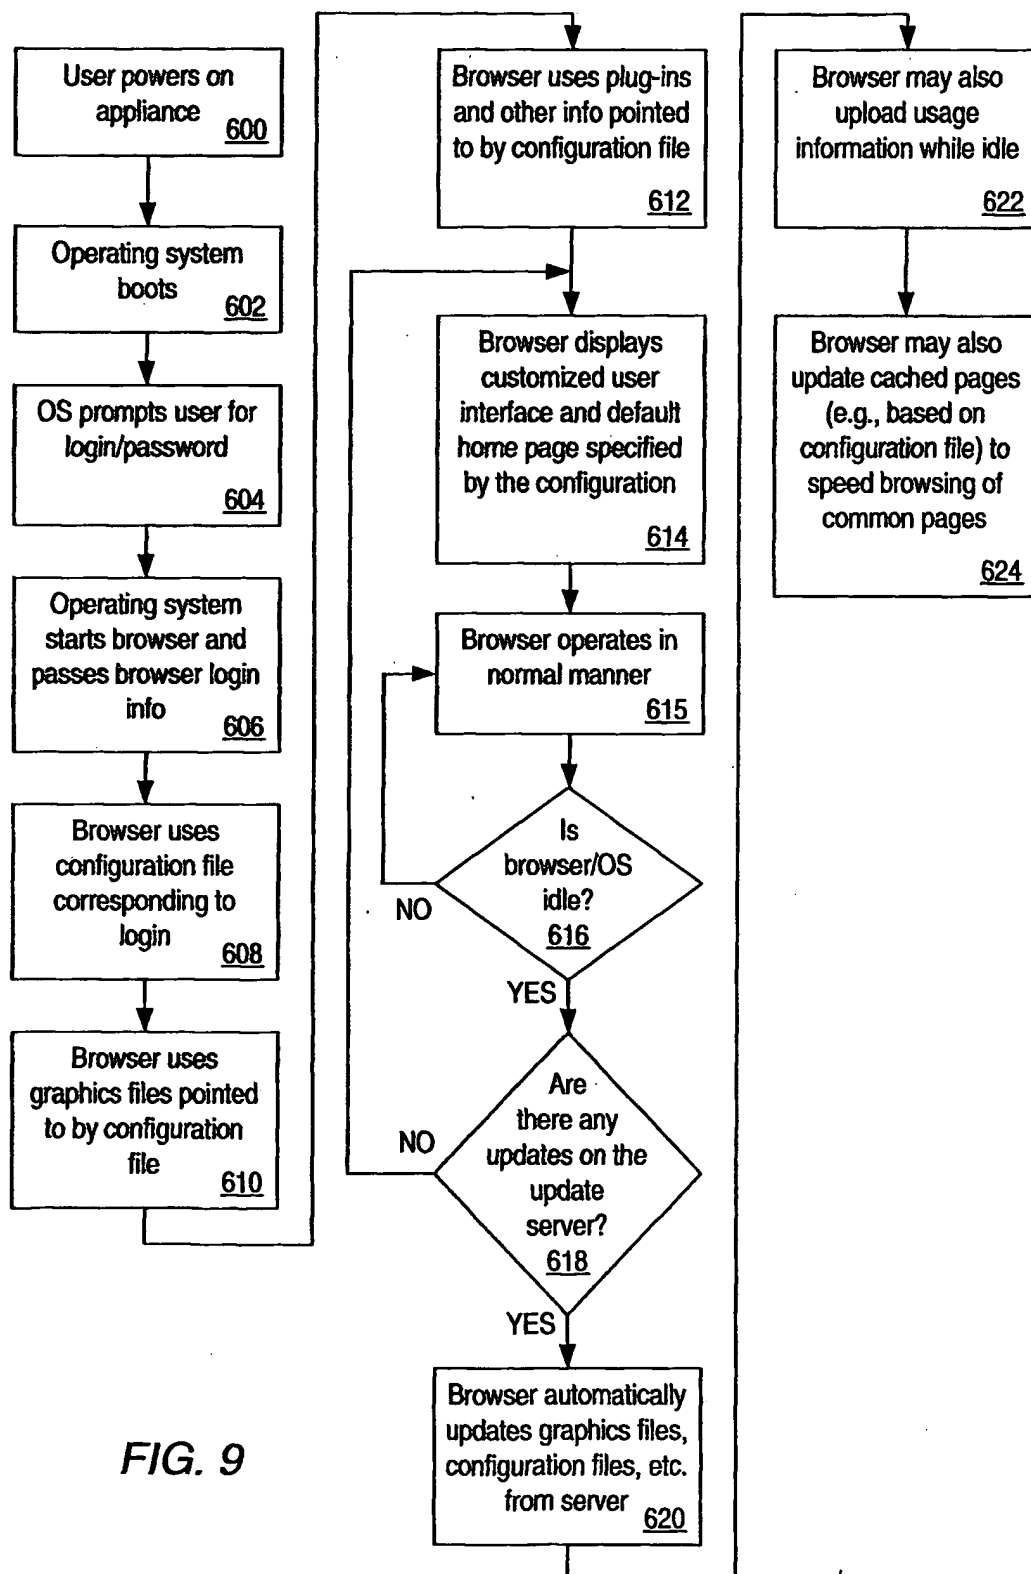 User powers on
appliance
600
Operating system
boots
602
OS prompts user for
login/password
604
Operating system
starts browser and
passes browser login
info
606
Browser uses
configuration file
corresponding to
login
608
Browser uses
graphics files pointed
to by configuration
file
610
Browser uses plug-ins
and other info pointed
to by configuration file
612
Browser displays
customized user
interface and default
home page specified
by the configuration
614
Browser operates in
normal manner
615
Is
browser/OS
idle?
616
NO
YES
Are
there any
updates on the
update
server?
618
NO
YES
Browser automatically
updates graphics files,
configuration files, etc.
from server
620
Browser may also
upload usage
information while idle
622
Browser may also
update cached pages
(e.g., based on
configuration file) to
speed browsing of
common pages
624
FIG. 9